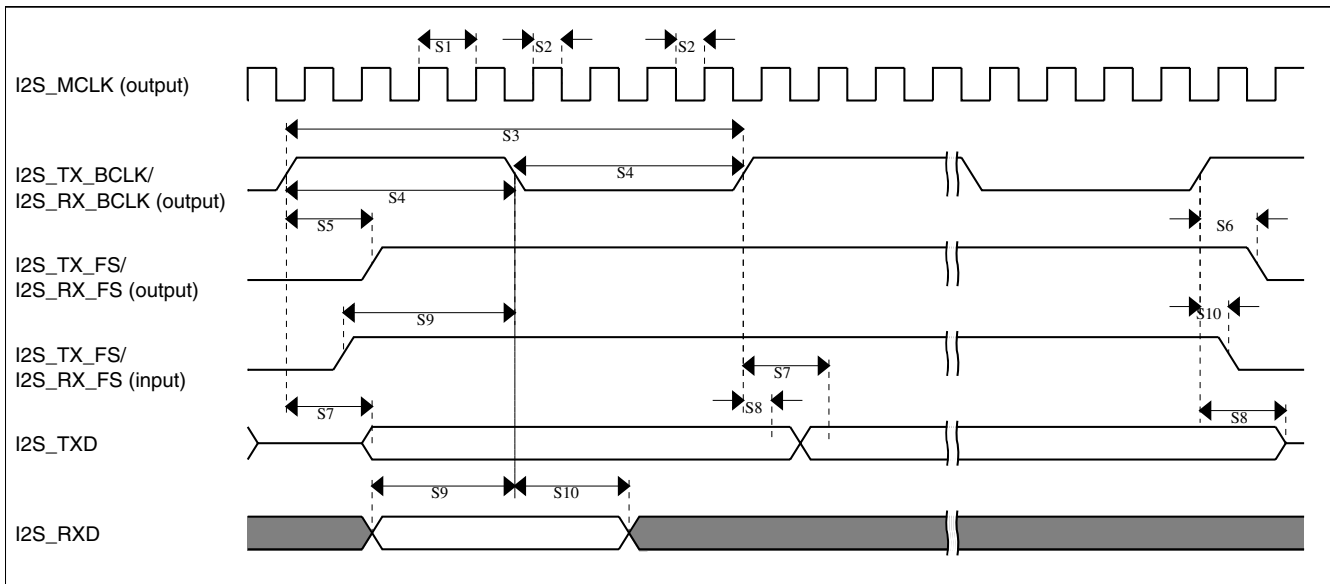 S1 S2 S2
I2S_MCLK (output)
S3
I2S_TX_BCLK/
I2S_RX_BCLK (output)
S4
S4
S5 S6
I2S_TX_FS/
I2S_RX_FS (output)
S9 S10
I2S_TX_FS/
I2S_RX_FS (input)
S7
S7 S8 S8
I2S_TXD
S9 S10
I2S_RXD